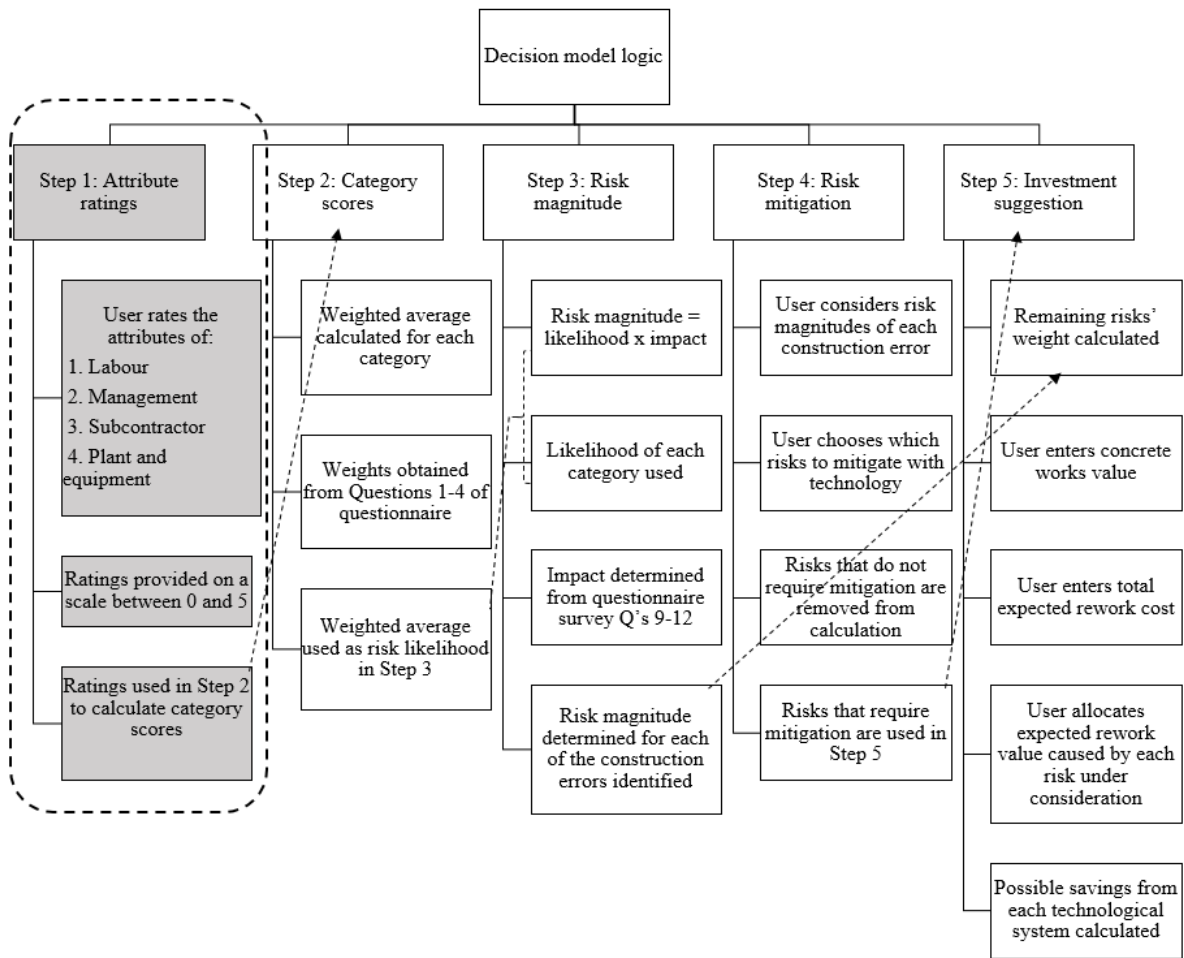 Decision model logic
Step 1: Attribute
ratings
User rates the
attributes of:
1. Labour
2. Management
3. Subcontractor
4. Plant and
equipment
Ratings provided on a
scale between 0 and 5
Ratings used in Step 2
to calculate category
scores
Step 2: Category
scores
Weighted average
calculated for each
category
Weights obtained
from Questions 1-4 of
questionnaire
Weighted average
used as risk likelihood
in Step 3
Step 3: Risk
magnitude
Risk magnitude =
likelihood x impact
Likelihood of each
category used
Impact determined
from questionnaire
survey Q's 9-12
Risk magnitude
determined for each
of the construction
errors identified
Step 4: Risk
mitigation
User considers risk
magnitudes of each
construction error
User chooses which
risks to mitigate with
technology
Risks that do not
require mitigation are
removed from
calculation
Risks that require
mitigation are used in
Step 5
Step 5: Investment
suggestion
Remaining risks'
weight calculated
User enters concrete
works value
User enters total
expected rework cost
User allocates
expected rework
value caused by each
risk under
consideration
Possible savings from
each technological
system calculated